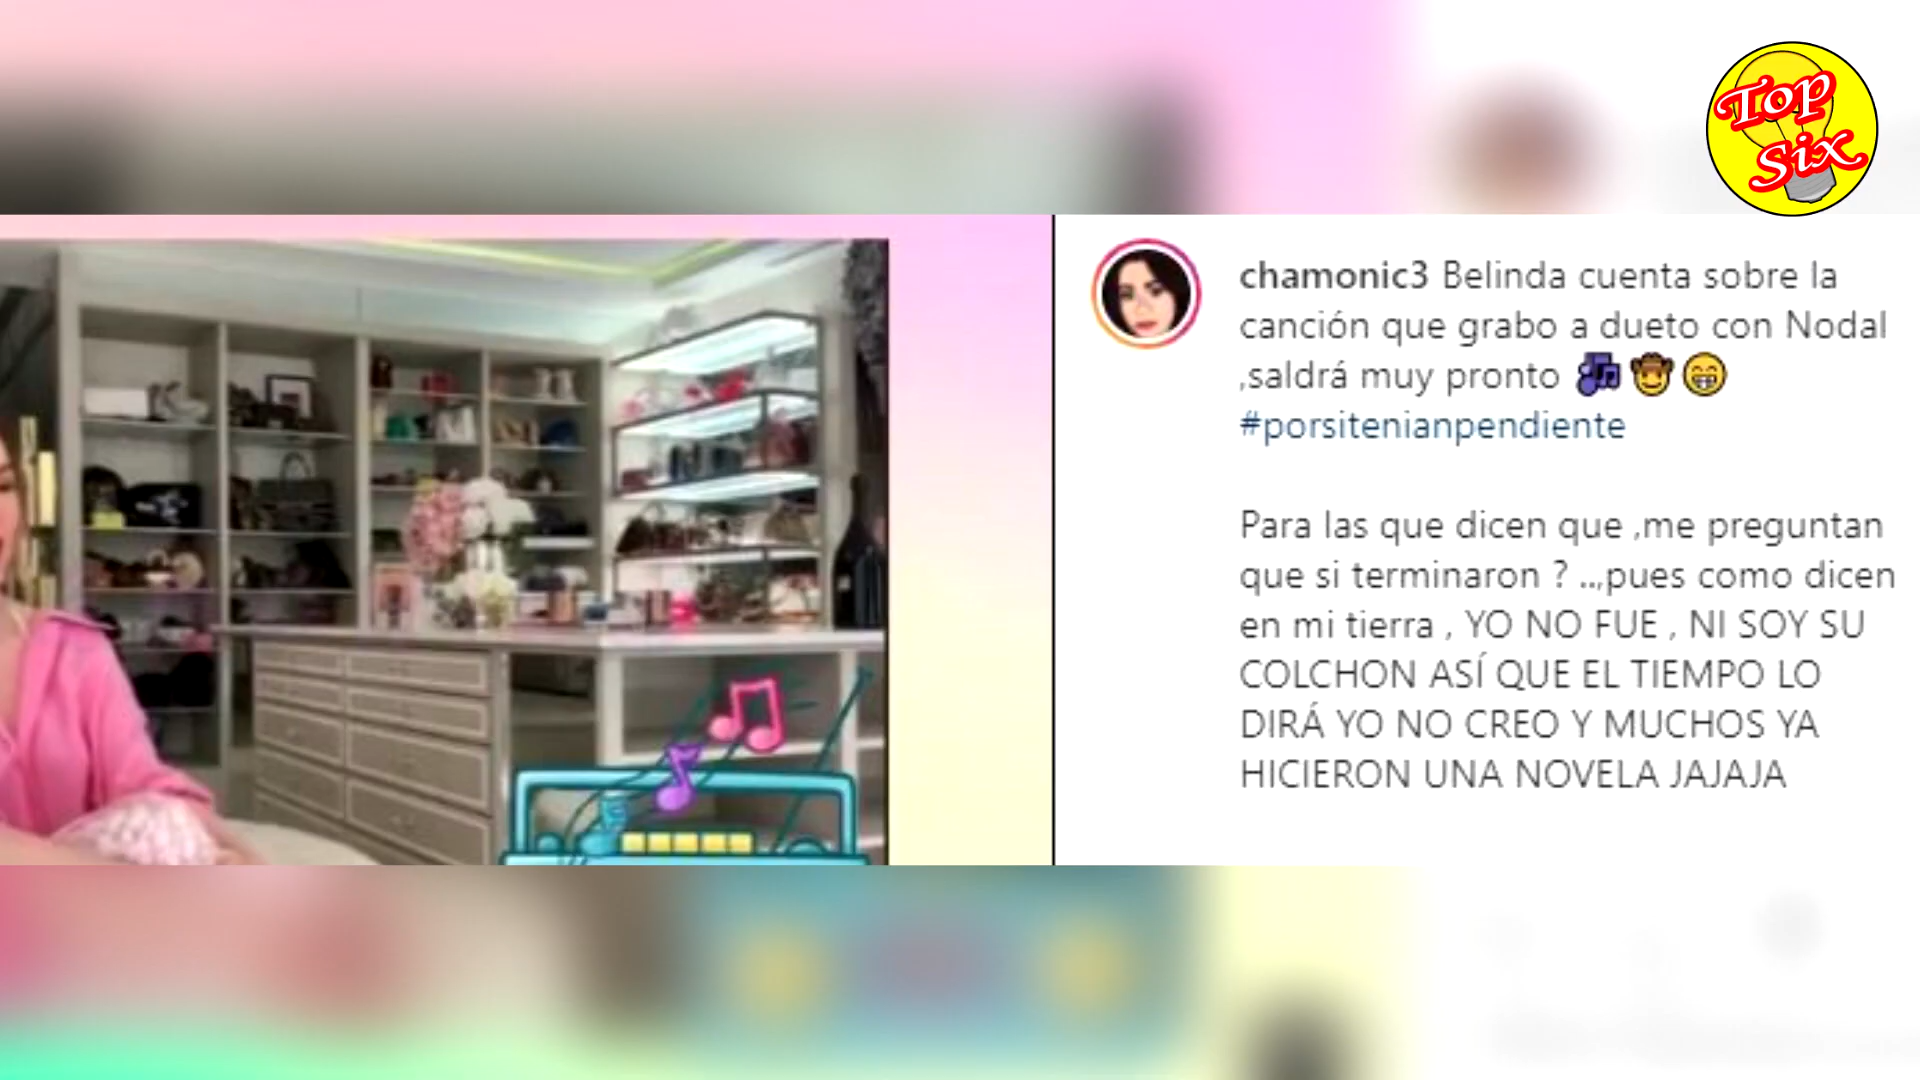 Top
Six
chamonic3 Belinda cuenta sobre la
canción que grabo a dueto con Nodal
,saldrá muy pronto 🎶🤠😁
#porsitenianpendiente
Para las que dicen que ,me preguntan
que si terminaron ? ..,pues como dicen
en mi tierra , YO NO FUE , NI SOY SU
COLCHON ASÍ QUE EL TIEMPO LO
DIRÁ YO NO CREO Y MUCHOS YA
HICIERON UNA NOVELA JAJAJA